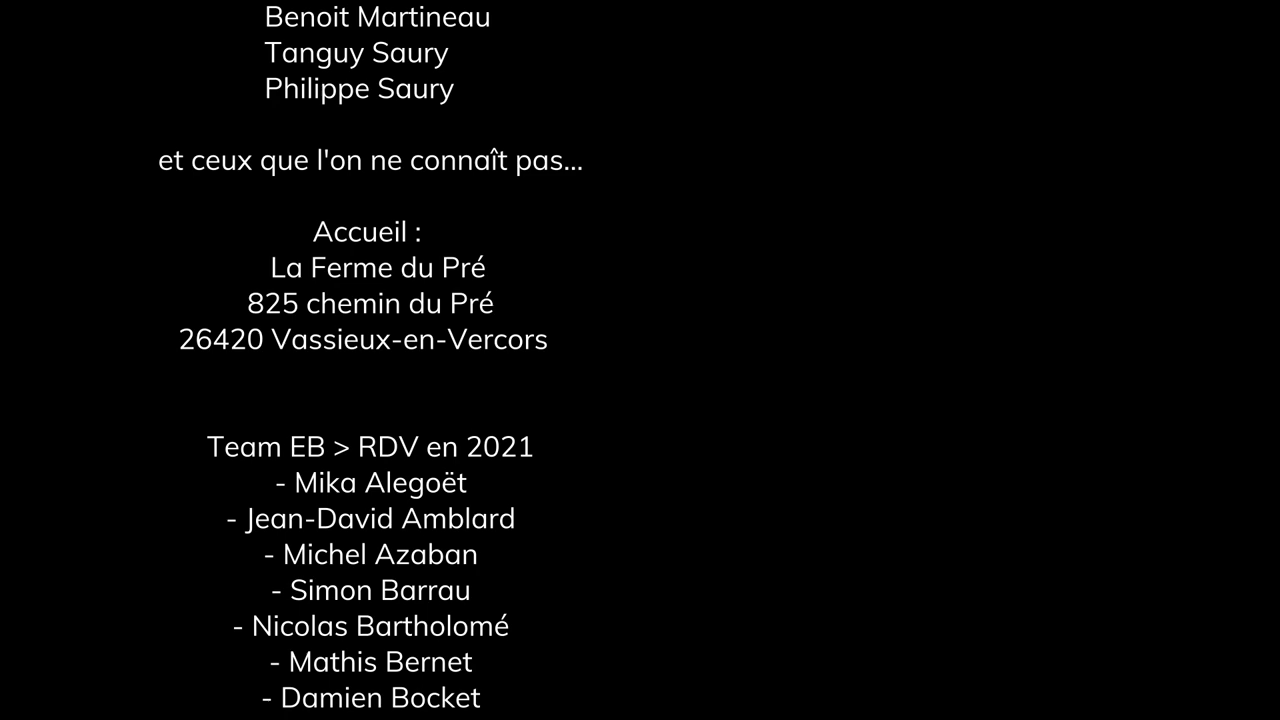 Benoit Martineau
Tanguy Saury
Philippe Saury
et ceux que l'on ne connaît pas...
Accueil :
La Ferme du Pré
825 chemin du Pré
26420 Vassieux-en-Vercors
Team EB > RDV en 2021
- Mika Alegoët
- Jean-David Amblard
- Michel Azaban
- Simon Barrau
- Nicolas Bartholomé
- Mathis Bernet
- Damien Bocket